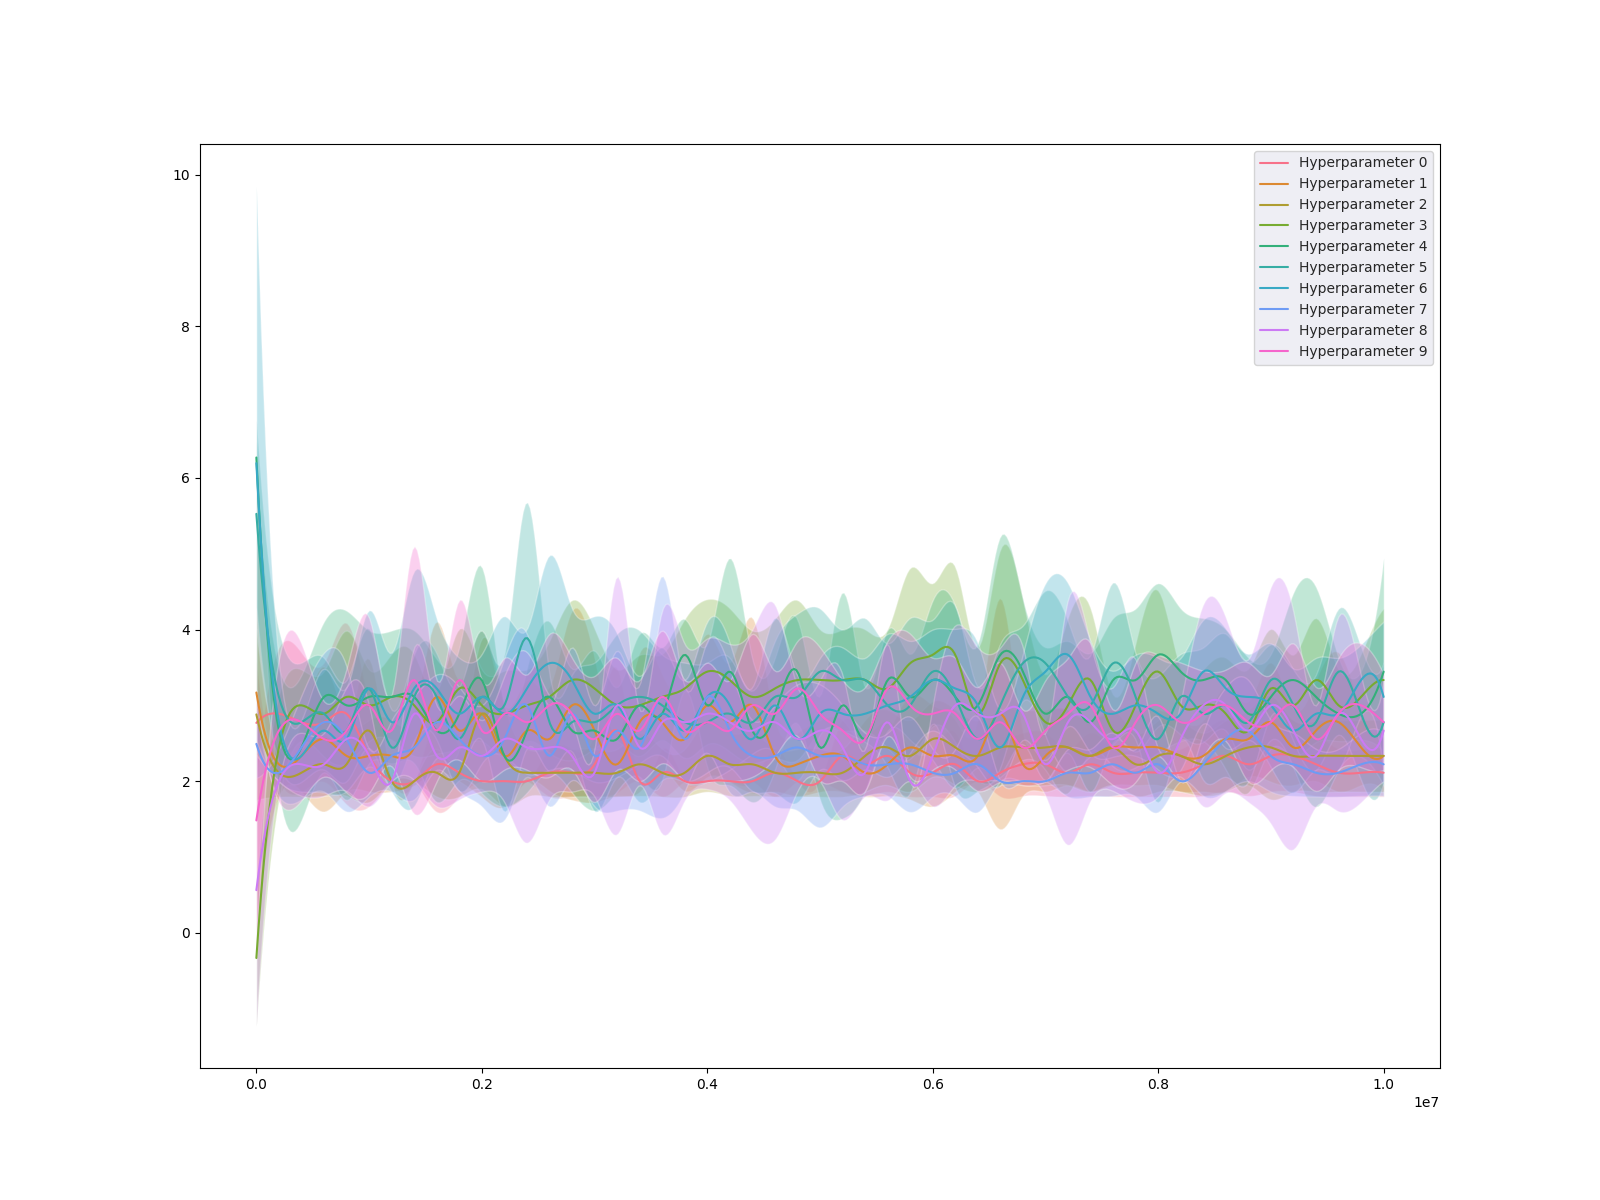 10
8
6
4
2
0
0.0
0.2
0.4
0.6
0.8
1.0
1e7
Hyperparameter 0
Hyperparameter 1
Hyperparameter 2
Hyperparameter 3
Hyperparameter 4
Hyperparameter 5
Hyperparameter 6
Hyperparameter 7
Hyperparameter 8
Hyperparameter 9